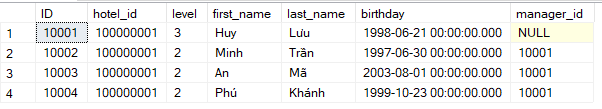 ID hotel_id level first_name last_name birthday manager_id
1 10001 100000001 3 Huy Lưu 1998-06-21 00:00:00.000 NULL
2 10002 100000001 2 Minh Trần 1997-06-30 00:00:00.000 10001
3 10003 100000001 2 An Mã 2003-08-01 00:00:00.000 10001
4 10004 100000001 2 Phú Khánh 1999-10-23 00:00:00.000 10001